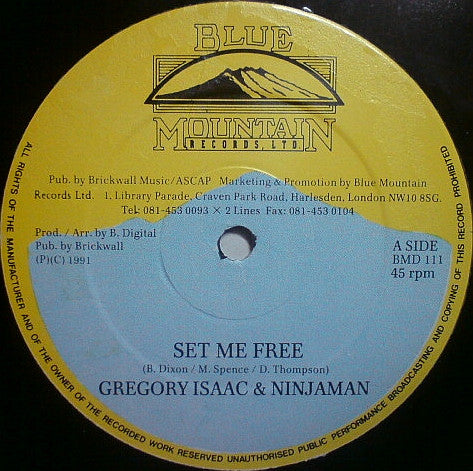 BLUE
MOUNTAIN
RECORDS, LTD.
Pub. by Brickwall Music/ASCAP Marketing & Promotion by Blue Mountain
Records Ltd. 1, Library Parade, Craven Park Road, Harlesden, London NW10 8SG.
Tel: 081-453 0093 × 2 Lines Fax: 081-453 0104
Prod. / Arr. by B. Digital
Pub. by Brickwall
(P)(C) 1991
A SIDE
BMD 111
45 rpm
SET ME FREE
(B. Dixon / M. Spence / D. Thompson)
GREGORY ISAAC & NINJAMAN
ALL RIGHTS OF THE MANUFACTURER AND OF THE OWNER OF THE RECORDED WORK RESERVED UNAUTHORISED PUBLIC PERFORMANCE BROADCASTING AND COPYING OF THIS RECORD PROHIBITED